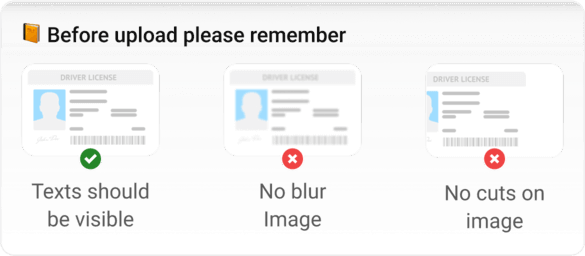 Before upload please remember
DRIVER LICENSE
DRIVER LICENSE
DRIVER LICENSE
Texts should
be visible
No blur
Image
No cuts on
image